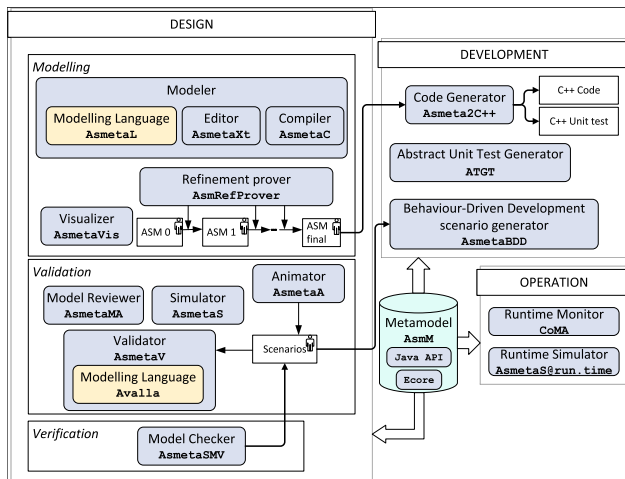 DESIGN
Modelling
Modeler
Modelling Language
AsmetaL
Editor
AsmetaXt
Compiler
AsmetaC
Refinement prover
AsmRefProver
Visualizer
AsmetaVis
ASM 0
ASM 1
ASM
final
Validation
Model Reviewer
AsmetaMA
Simulator
AsmetaS
Animator
AsmetaA
Validator
AsmetaV
Modelling Language
Avalla
Scenarios
Verification
Model Checker
AsmetaSMV
DEVELOPMENT
Code Generator
Asmeta2C++
C++ Code
C++ Unit test
Abstract Unit Test Generator
ATGT
Behaviour-Driven Development
scenario generator
AsmetaBDD
Metamodel
AsmM
Java API
Ecore
OPERATION
Runtime Monitor
CoMA
Runtime Simulator
AsmetaS@run.time